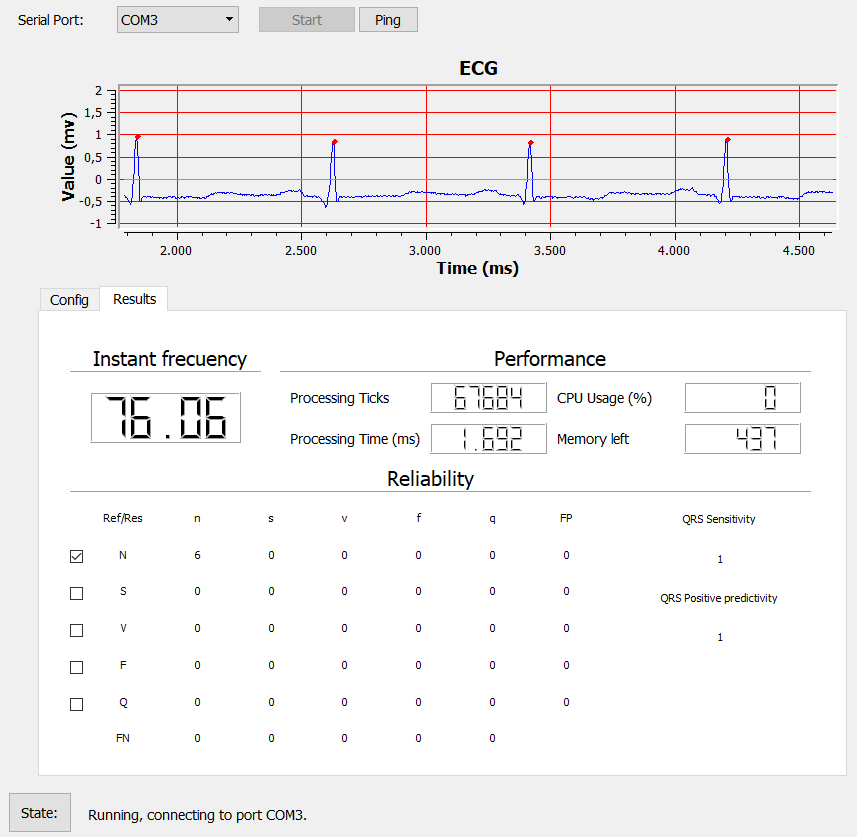 Serial Port: COM3 Start Ping
ECG
Value (mv)
2
1,5
1
0,5
0
-0,5
-1
2.000 2.500 3.000 3.500 4.000 4.500
Time (ms)
Config Results
Instant frecuency Performance
76.06
Processing Ticks 67684 CPU Usage (%) 0
Processing Time (ms) 1.692 Memory left 437
Reliability
Ref/Res n s v f q FP QRS Sensitivity
N 6 0 0 0 0 0 1
S 0 0 0 0 0 0 QRS Positive predictivity
V 0 0 0 0 0 0 1
F 0 0 0 0 0 0
Q 0 0 0 0 0 0
FN 0 0 0 0 0
State: Running, connecting to port COM3.